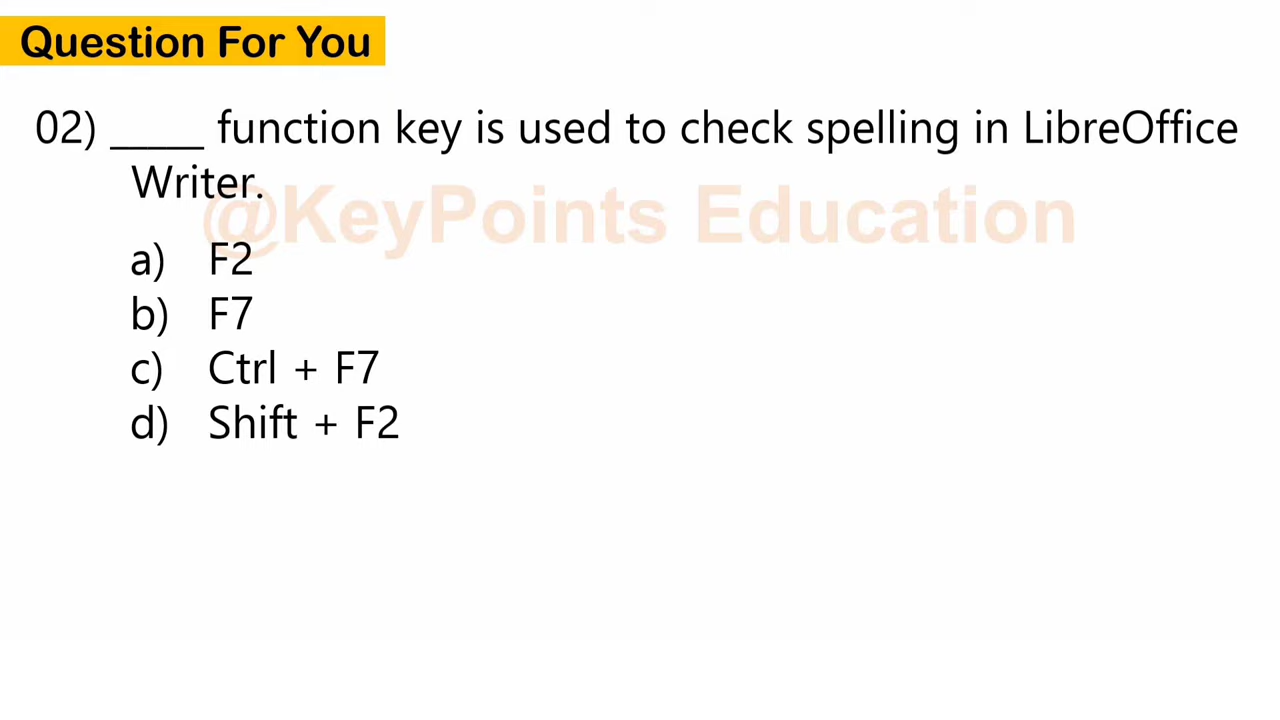 Question For You
02) _____ function key is used to check spelling in LibreOffice
Writer.
@KeyPoints Education
a) F2
b) F7
c) Ctrl + F7
d) Shift + F2